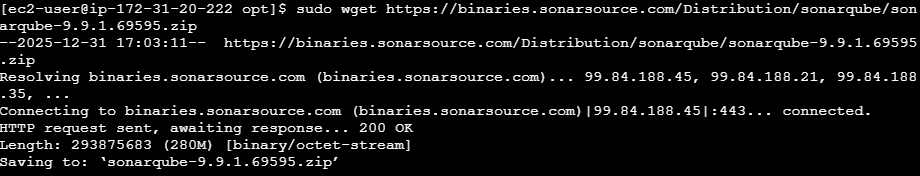 [ec2-user@ip-172-31-20-222 opt]$ sudo wget https://binaries.sonarsource.com/Distribution/sonarqube/son
arqube-9.9.1.69595.zip
--2025-12-31 17:03:11--  https://binaries.sonarsource.com/Distribution/sonarqube/sonarqube-9.9.1.69595
.zip
Resolving binaries.sonarsource.com (binaries.sonarsource.com)... 99.84.188.45, 99.84.188.21, 99.84.188
.35, ...
Connecting to binaries.sonarsource.com (binaries.sonarsource.com)|99.84.188.45|:443... connected.
HTTP request sent, awaiting response... 200 OK
Length: 293875683 (280M) [binary/octet-stream]
Saving to: ‘sonarqube-9.9.1.69595.zip’